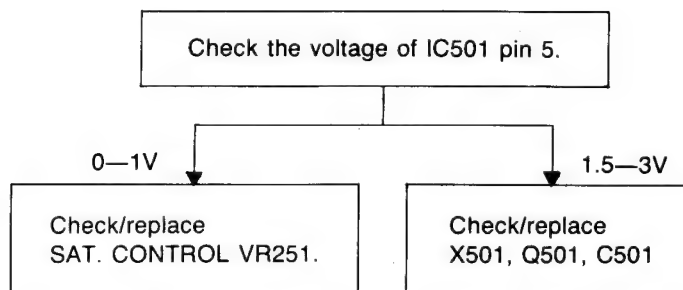 Check the voltage of IC501 pin 5.
0—1V
1.5—3V
Check/replace
SAT. CONTROL VR251.
Check/replace
X501, Q501, C501